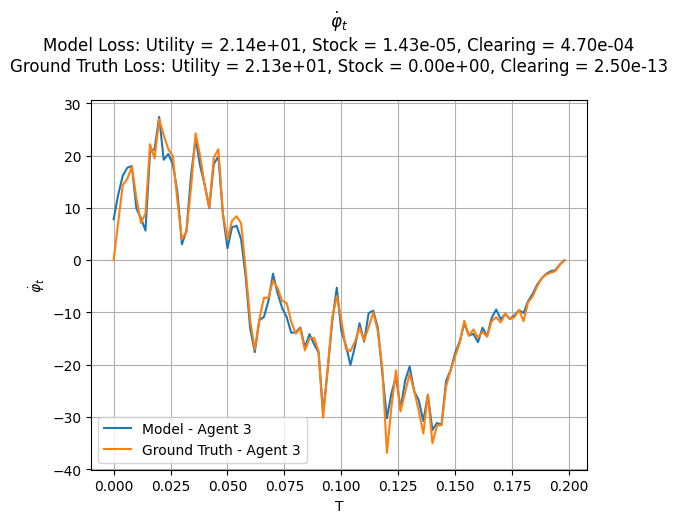 φ̇_t
Model Loss: Utility = 2.14e+01, Stock = 1.43e-05, Clearing = 4.70e-04
Ground Truth Loss: Utility = 2.13e+01, Stock = 0.00e+00, Clearing = 2.50e-13
30
20
10
0
−10
−20
−30
−40
φ̇_t
Model - Agent 3
Ground Truth - Agent 3
0.000 0.025 0.050 0.075 0.100 0.125 0.150 0.175 0.200
T